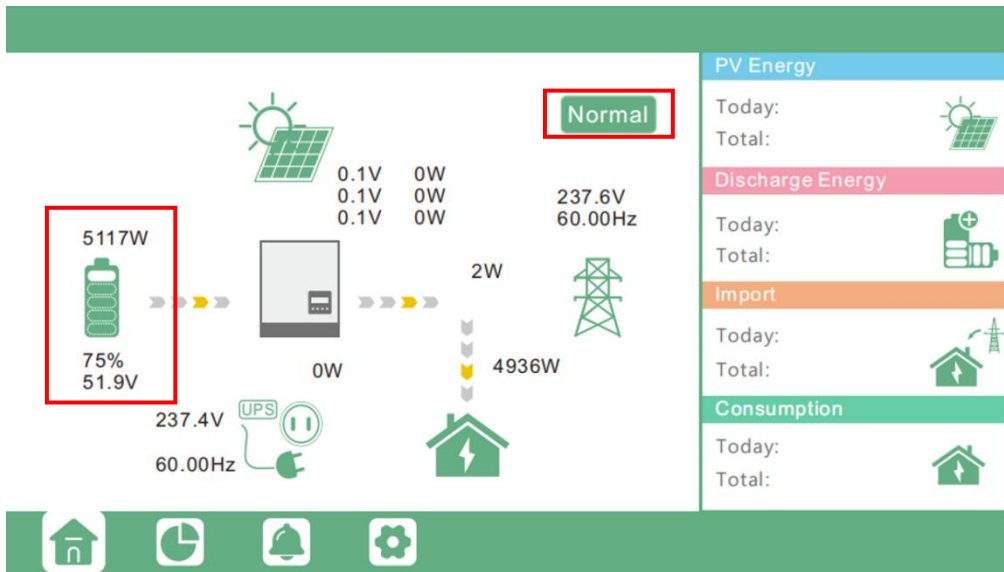 Normal
0.1V 0W
0.1V 0W
0.1V 0W
237.6V
60.00Hz
5117W
2W
75%
51.9V
0W
4936W
237.4V
UPS
60.00Hz
PV Energy
Today:
Total:
Discharge Energy
Today:
Total:
Import
Today:
Total:
Consumption
Today:
Total: